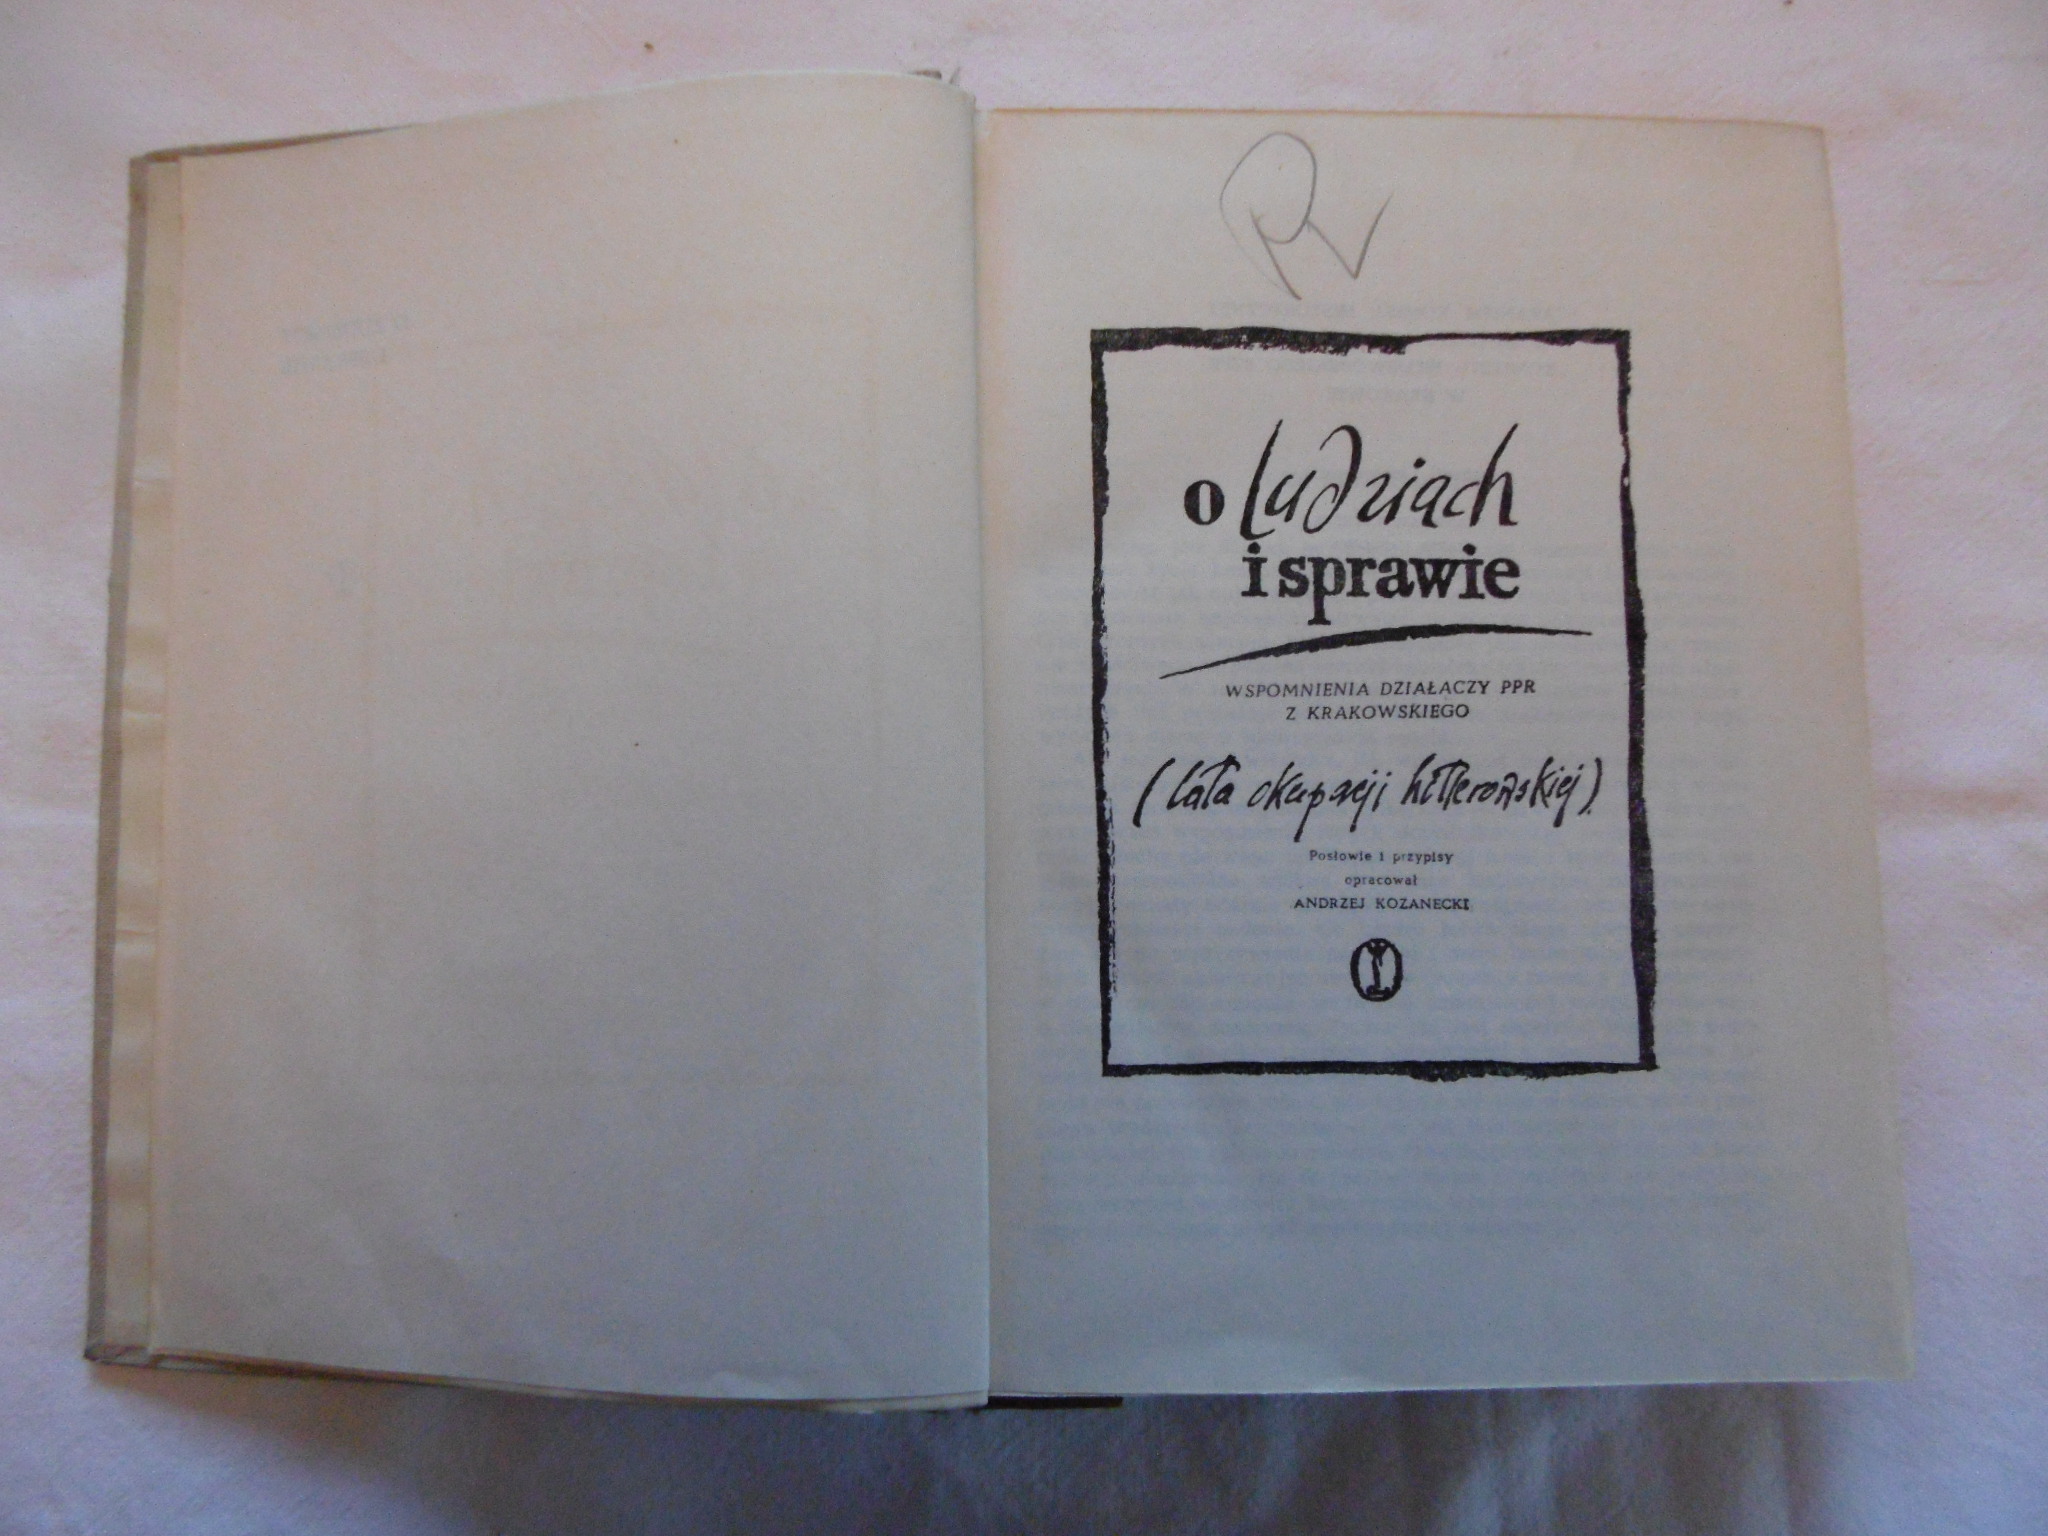 o ludziach
i sprawie
WSPOMNIENIA DZIAŁACZY PPR
Z KRAKOWSKIEGO
(lata okupacji hitlerowskiej)
Posłowie i przypisy
opracował
ANDRZEJ KOZANECKI